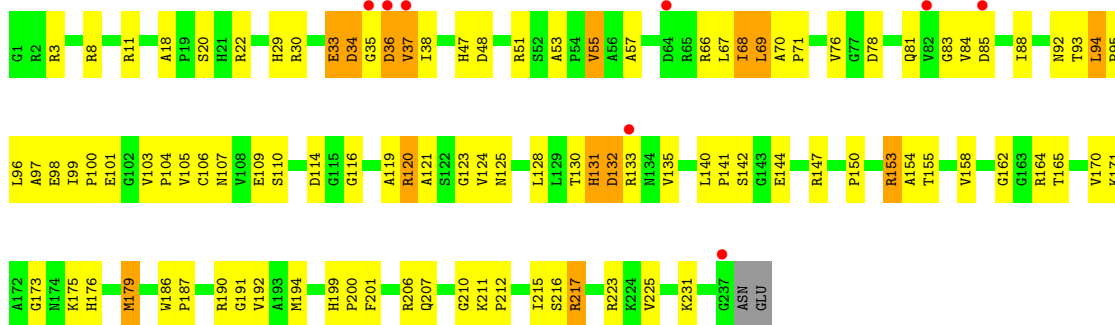 G1 R2 R3 R8 R11 A18 P19 S20 H21 R22 H29 R30 E33 D34 G35 D36 V37 I38 H47 D48 R51 S52 A53 P54 V55 A56 A57 D64 R65 R66 L67 I68 L69 A70 P71 V76 G77 D78 Q81 V82 G83 V84 D85 I88 N92 T93 L94
L96 A97 E98 I99 P100 E101 G102 V103 P104 V105 C106 N107 V108 E109 S110 D114 G115 G116 A119 R120 A121 S122 G123 V124 N125 L128 L129 T130 H131 D132 R133 N134 V135 L140 P141 S142 G143 E144 R147 P150 R153 A154 T155 V158 G162 G163 R164 T165 V170
A172 G173 N174 K175 H176 M179 W186 P187 R190 G191 V192 A193 M194 H199 P200 F201 R206 Q207 G210 K211 P212 I215 S216 R217 R223 K224 V225 K231 G237 ASN GLU